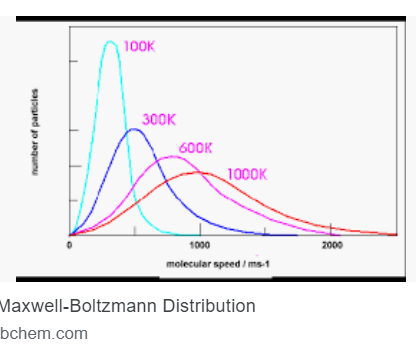 100K
300K
600K
1000K
number of particles
0
1000
2000
molecular speed / ms-1
Maxwell-Boltzmann Distribution
bchem.com